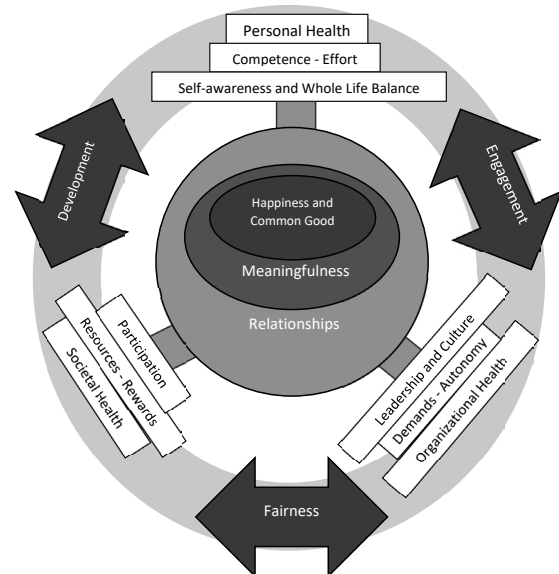 Personal Health
Competence - Effort
Self-awareness and Whole Life Balance
Development
Engagement
Happiness and
Common Good
Meaningfulness
Relationships
Participation
Resources - Rewards
Societal Health
Leadership and Culture
Demands - Autonomy
Organizational Health
Fairness